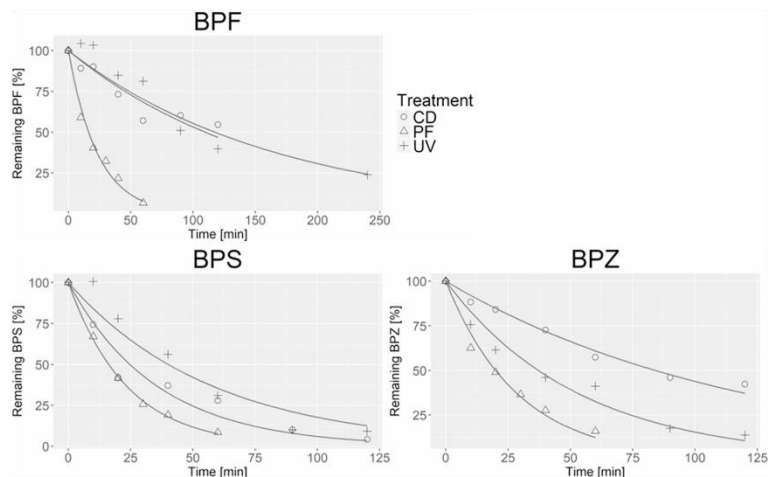 BPF
Remaining BPF [%]
100
75
50
25
0 50 100 150 200 250
Time [min]
Treatment
CD
PF
UV
BPS
Remaining BPS [%]
100
75
50
25
0
0 25 50 75 100 125
Time [min]
BPZ
Remaining BPZ [%]
100
75
50
25
0 25 50 75 100 125
Time [min]